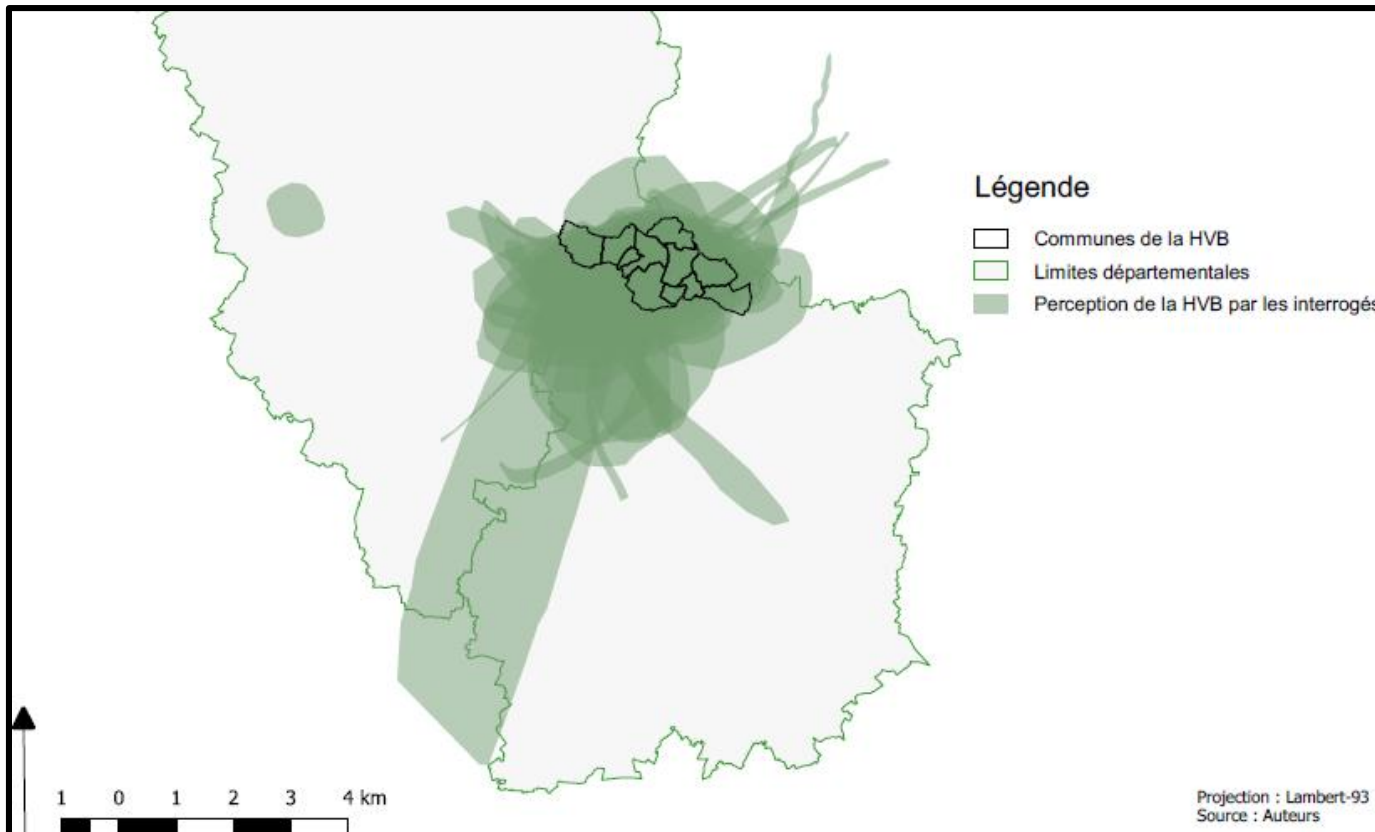 Légende
Communes de la HVB
Limites départementales
Perception de la HVB par les interrogés
1 0 1 2 3 4 km
Projection : Lambert-93
Source : Auteurs